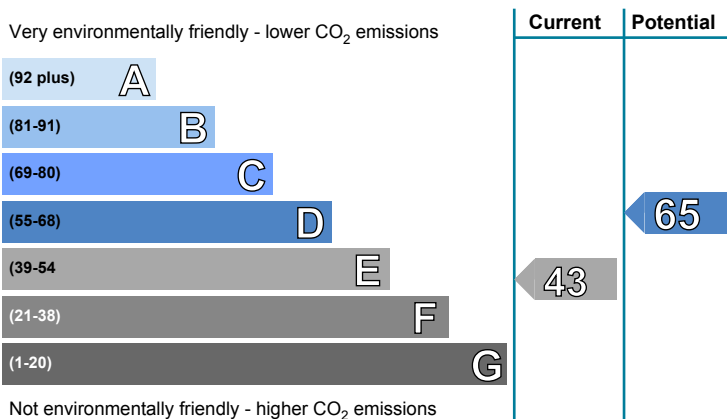 Very environmentally friendly - lower CO2 emissions
Current
Potential
(92 plus) A
(81-91) B
(69-80) C
(55-68) D
65
(39-54 E
43
(21-38) F
(1-20) G
Not environmentally friendly - higher CO2 emissions